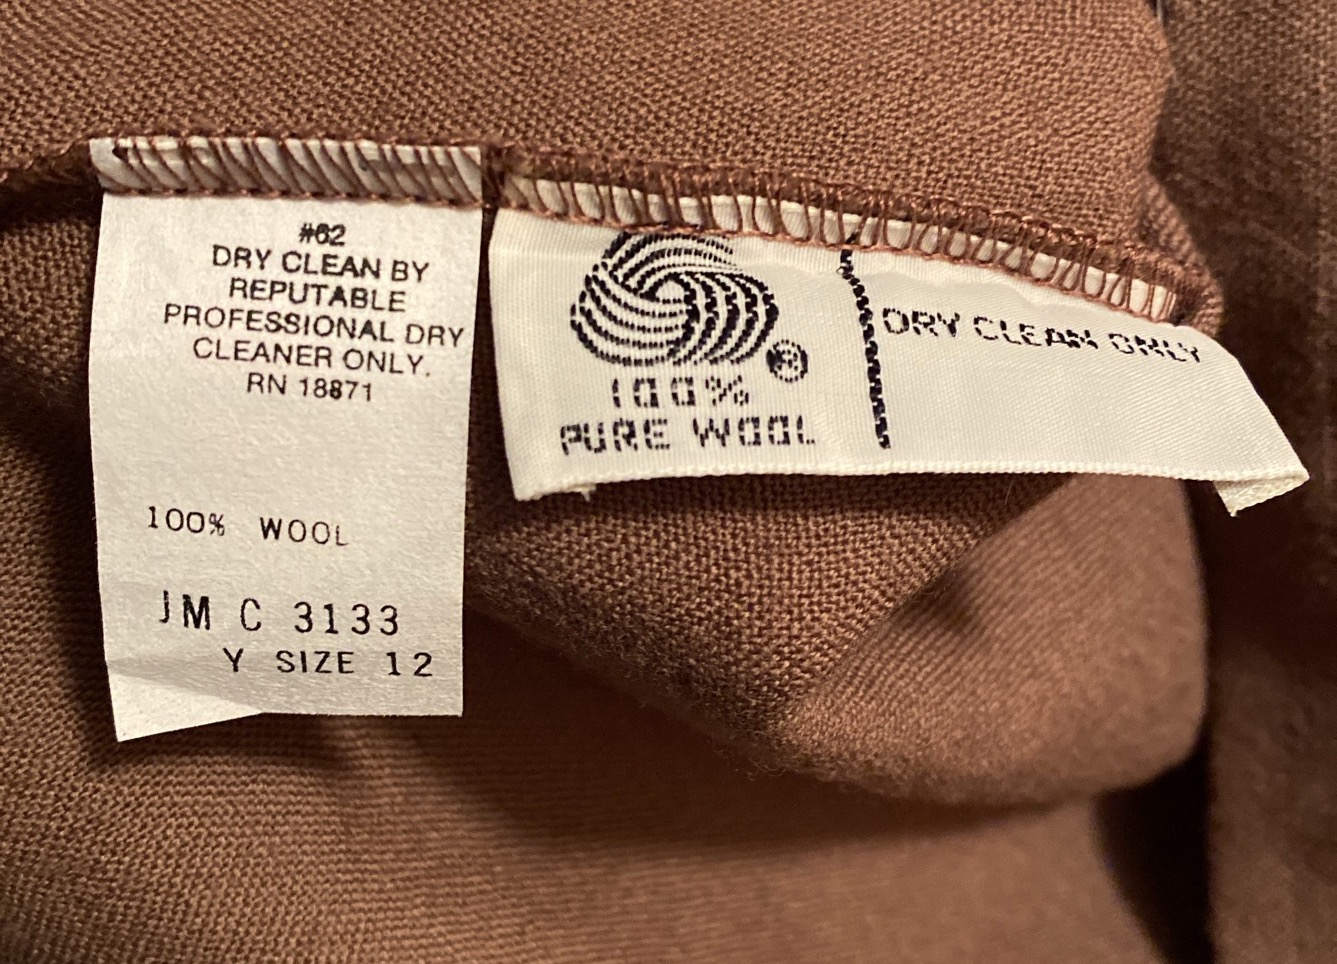 #62
DRY CLEAN BY
REPUTABLE
PROFESSIONAL DRY
CLEANER ONLY.
RN 18871
100% WOOL
JM C 3133
Y SIZE 12
®
100%
PURE WOOL
DRY CLEAN ONLY